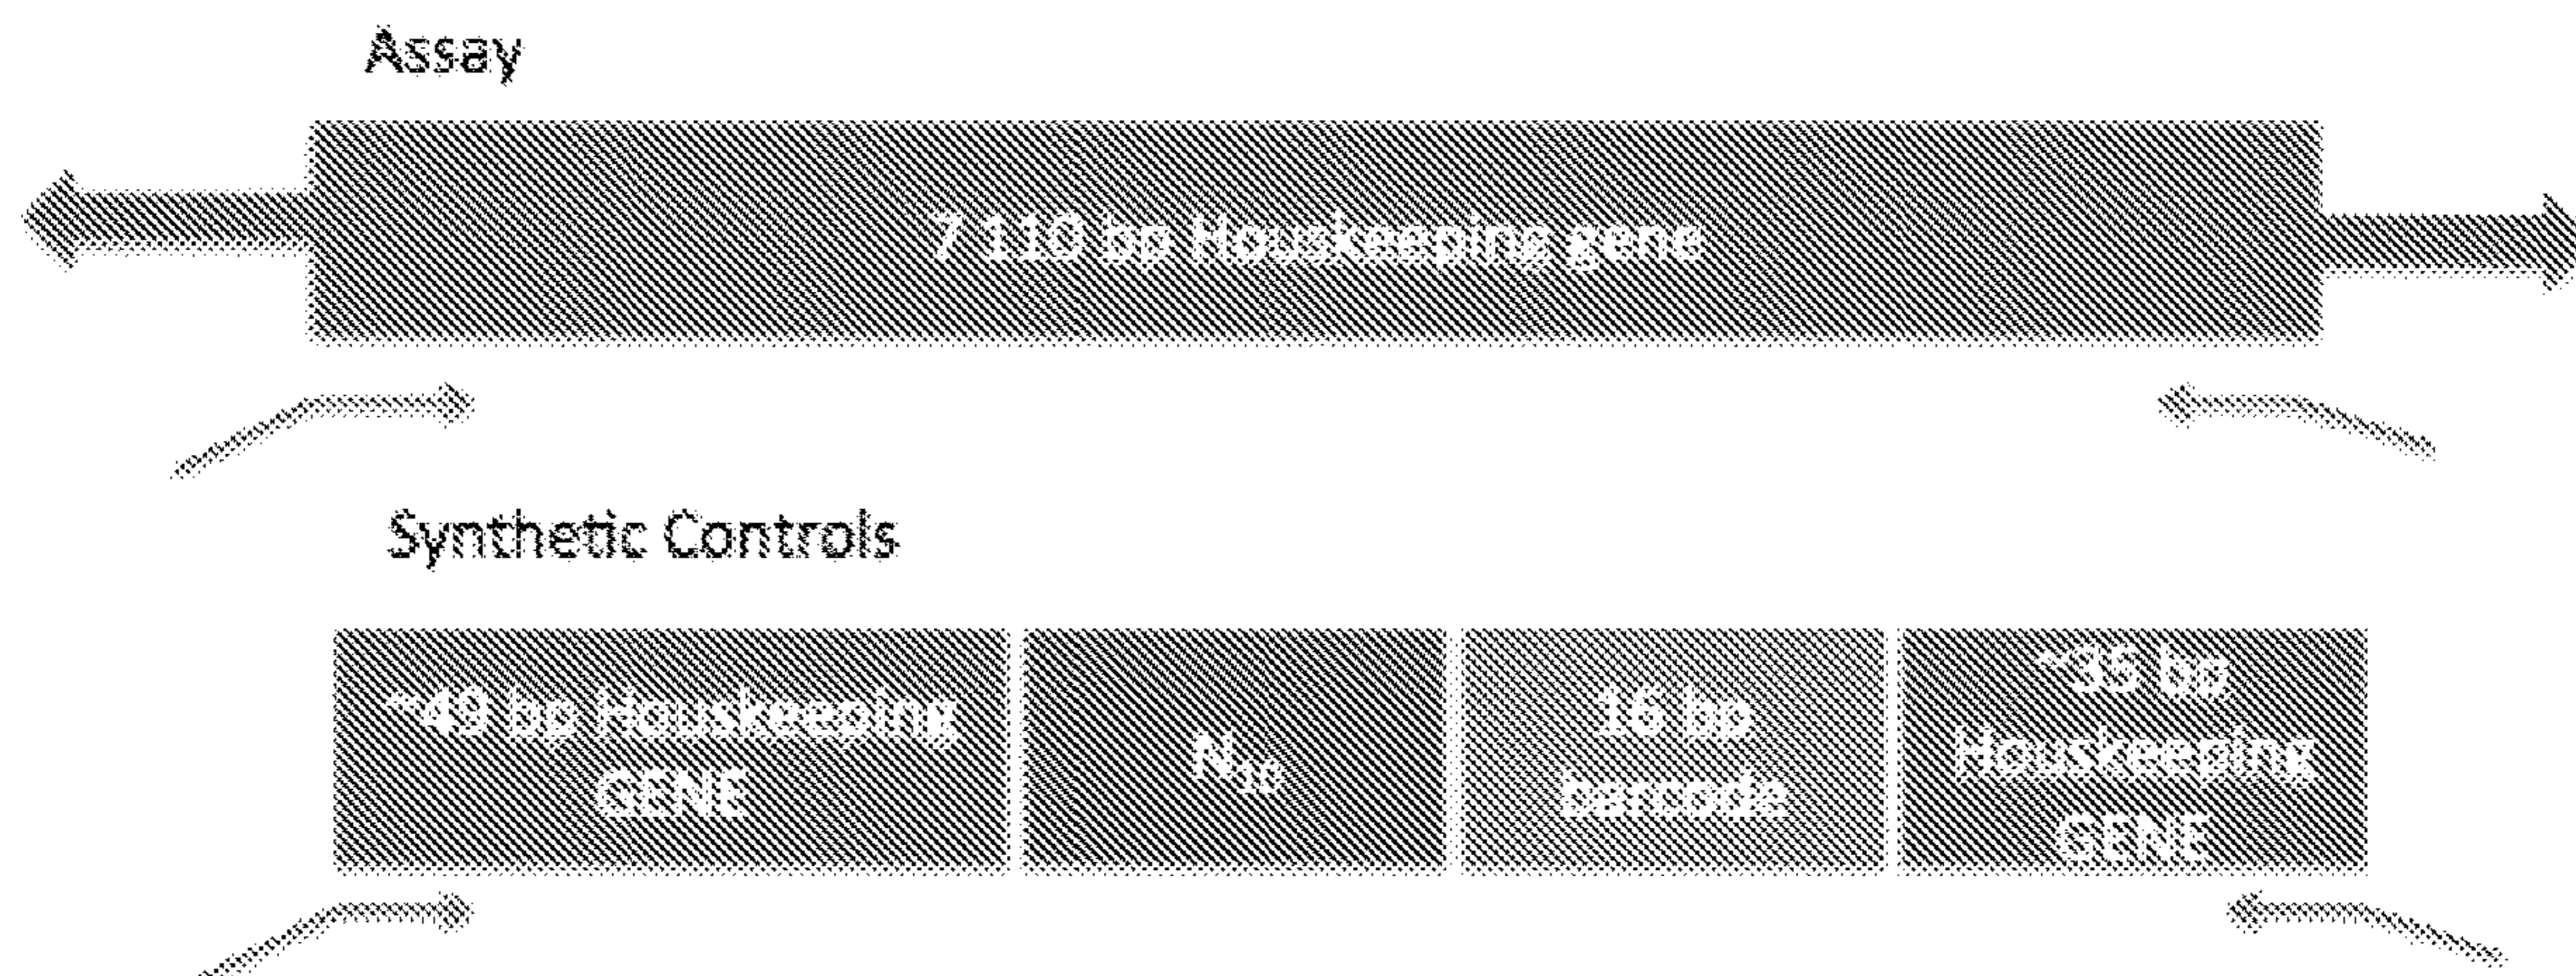 Assay
7 110 bp Houskeeping gene
Synthetic Controls
~49 bp Houskeeping
GENE
N10
16 bp
barcode
~35 bp
Houskeeping
GENE